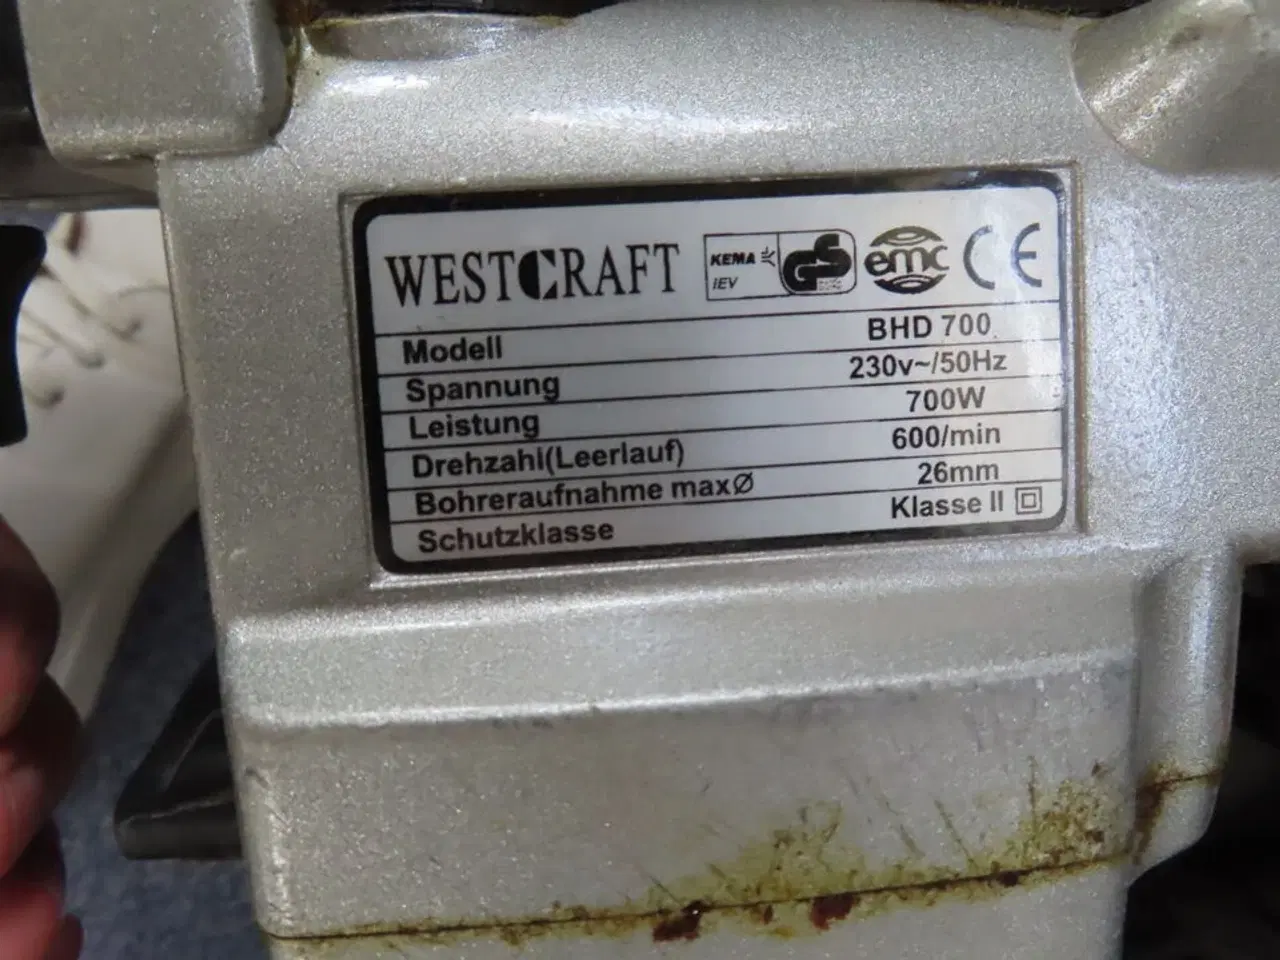 WESTCRAFT KEMA IEV GS emc CE
Modell BHD 700
Spannung 230v~/50Hz
Leistung 700W
Drehzahl(Leerlauf) 600/min
Bohreraufnahme maxØ 26mm
Schutzklasse Klasse II